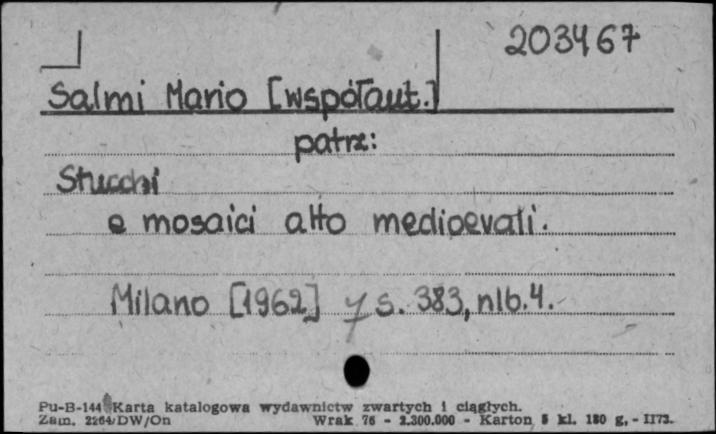 203467
Salmi Mario [współaut.]
patrz:
Stucchi
e mosaici alto medioevali.
Milano [1962] s. 383, nlb. 4.
Pu-B-144 Karta katalogowa wydawnictw zwartych i ciągłych.
Zam. 2264/DW/On Wrak 76 - 2.300.000 - Karton 5 kl. 180 g, - II73.